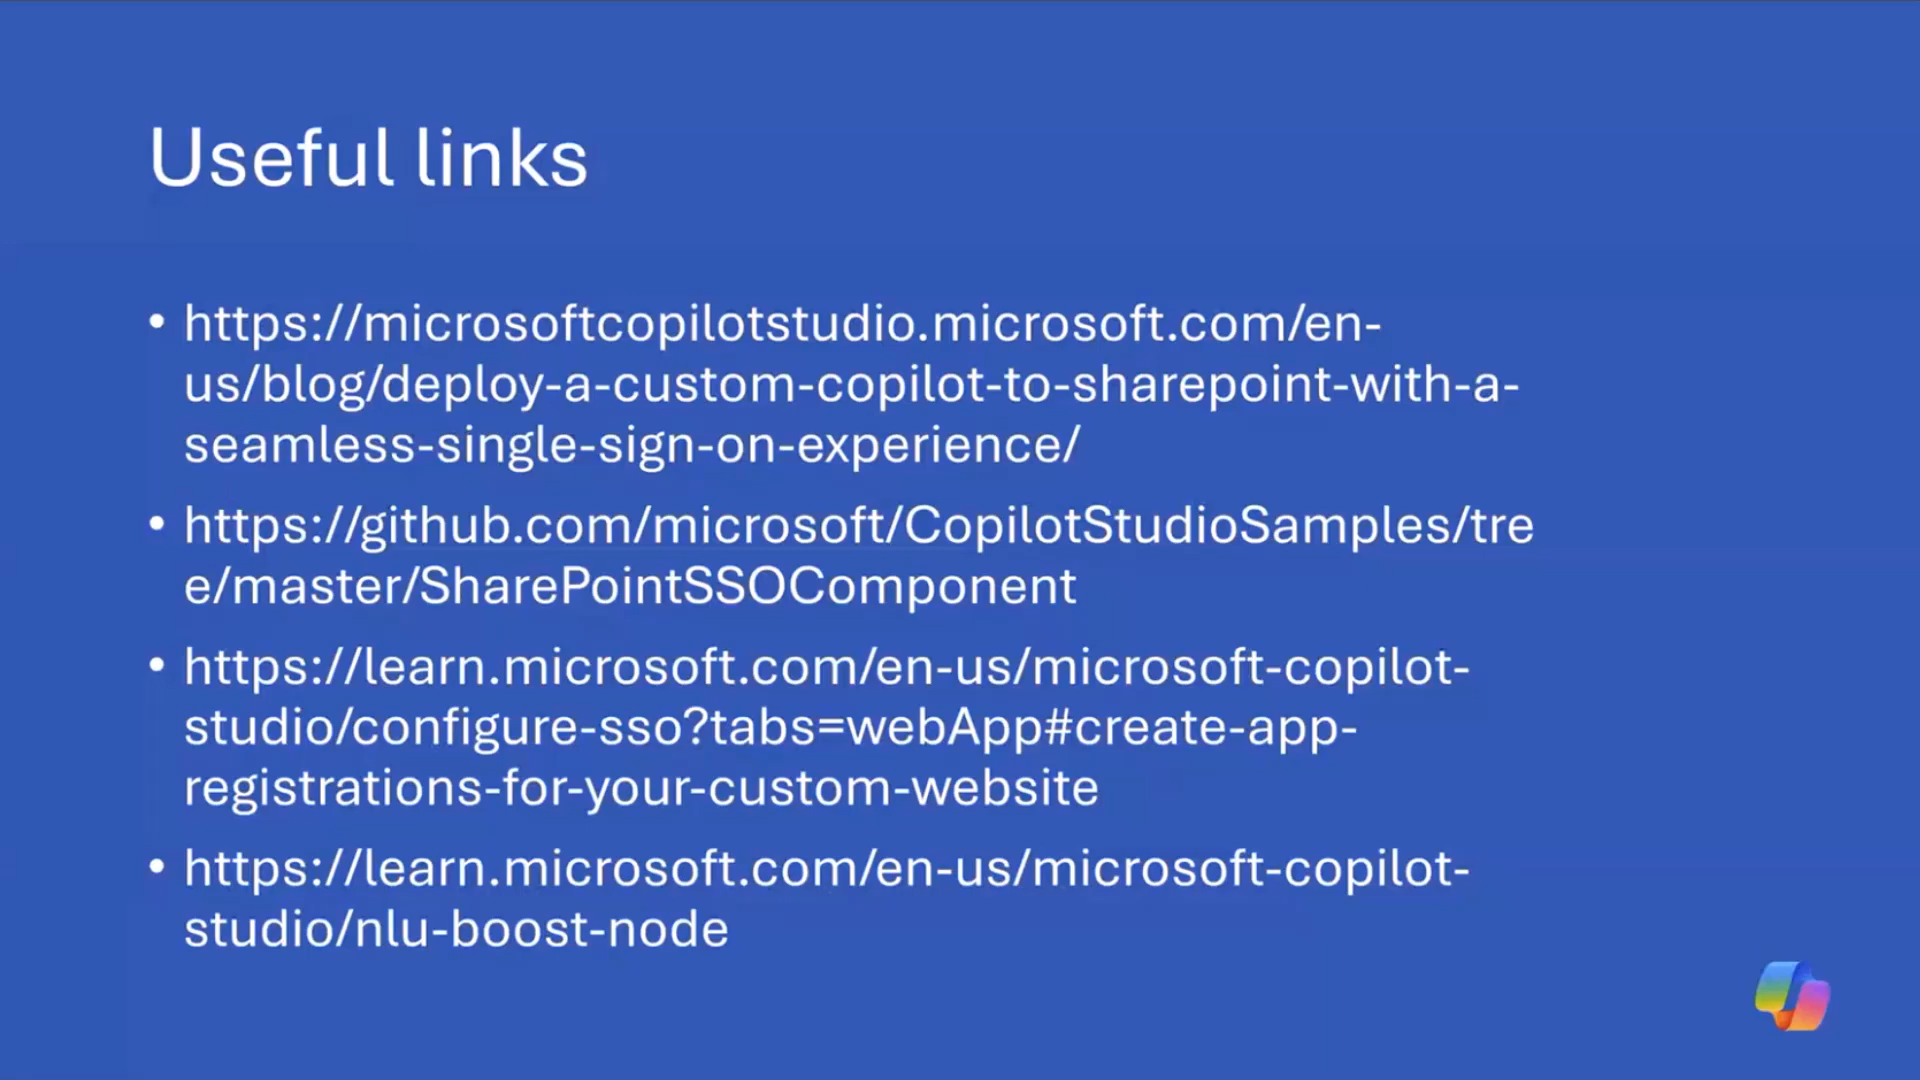 Useful links
• https://microsoftcopilotstudio.microsoft.com/en-
us/blog/deploy-a-custom-copilot-to-sharepoint-with-a-
seamless-single-sign-on-experience/
• https://github.com/microsoft/CopilotStudioSamples/tre
e/master/SharePointSSOComponent
• https://learn.microsoft.com/en-us/microsoft-copilot-
studio/configure-sso?tabs=webApp#create-app-
registrations-for-your-custom-website
• https://learn.microsoft.com/en-us/microsoft-copilot-
studio/nlu-boost-node